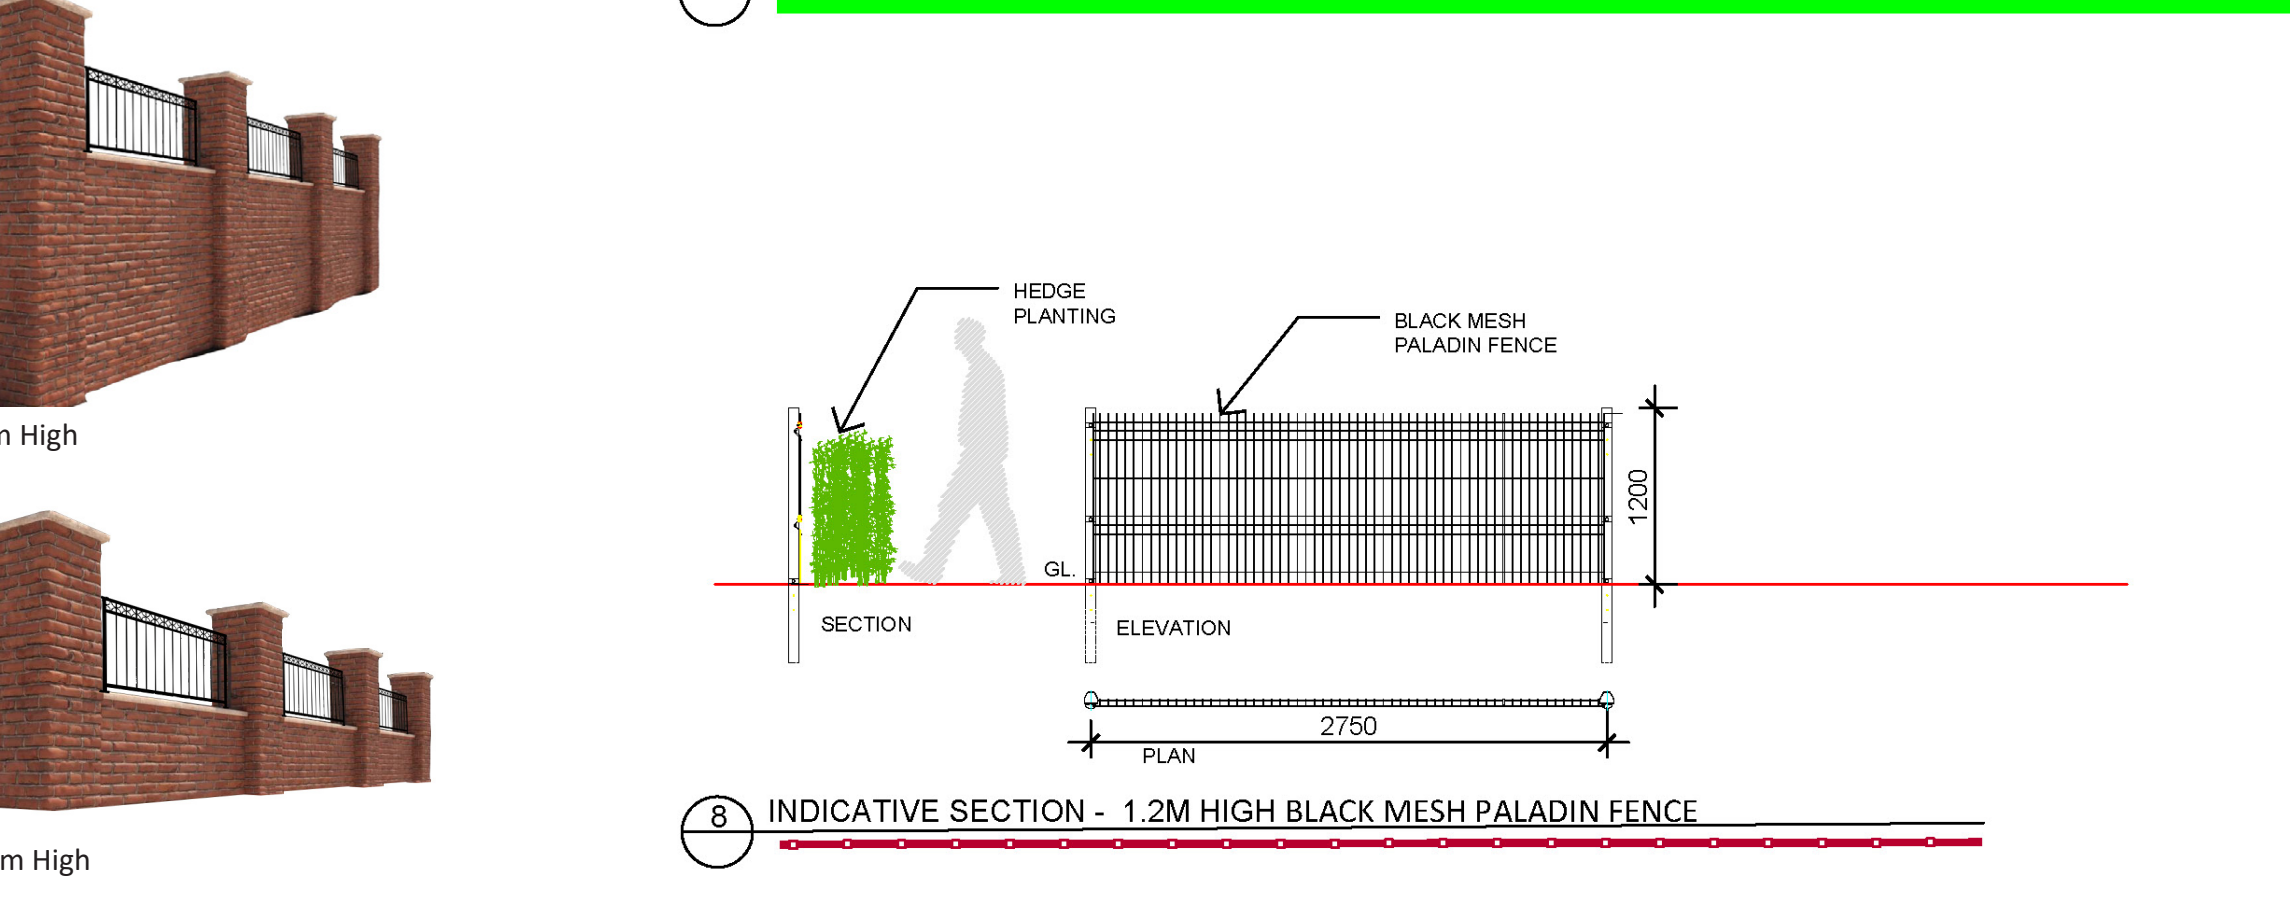 HEDGE
PLANTING
BLACK MESH
PALADIN FENCE
m High
1200
GL.
SECTION
ELEVATION
2750
PLAN
8
INDICATIVE SECTION - 1.2M HIGH BLACK MESH PALADIN FENCE
m High